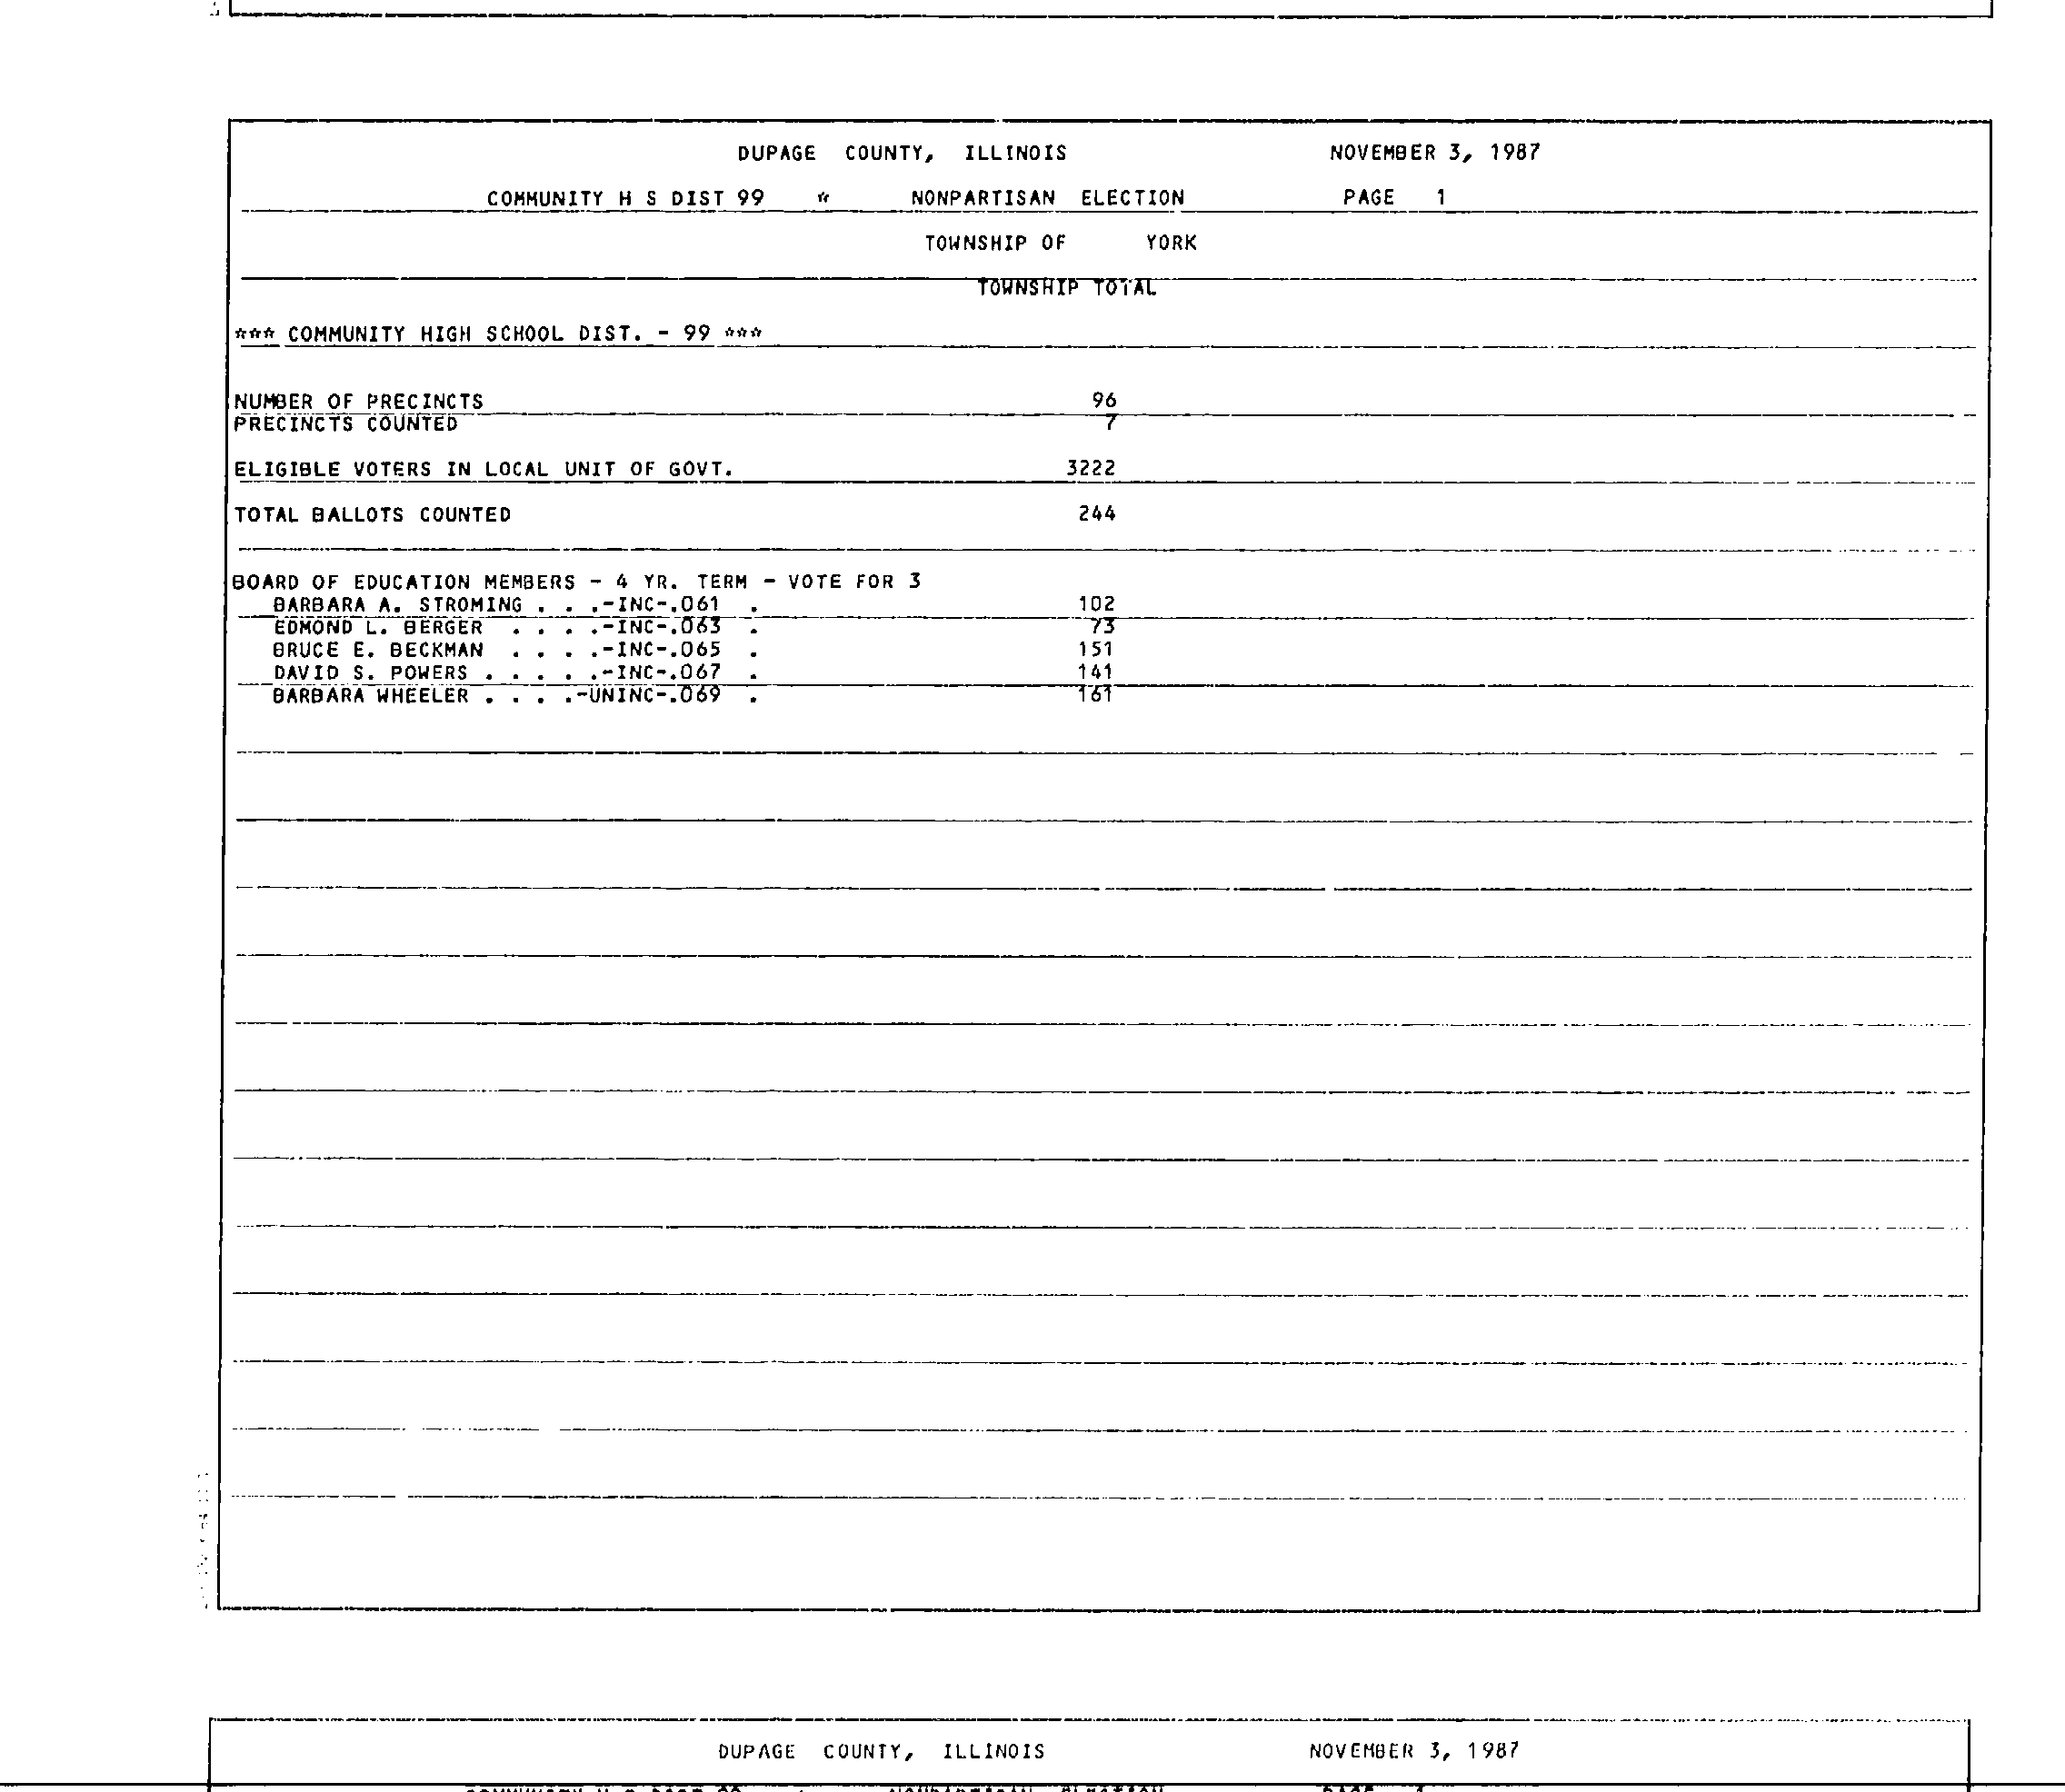 DUPAGE COUNTY, ILLINOIS NOVEMBER 3, 1987
COMMUNITY H S DIST 99 * NONPARTISAN ELECTION PAGE 1
TOWNSHIP OF YORK
TOWNSHIP TOTAL
*** COMMUNITY HIGH SCHOOL DIST. - 99 ***
NUMBER OF PRECINCTS 96
PRECINCTS COUNTED 7
ELIGIBLE VOTERS IN LOCAL UNIT OF GOVT. 3222
TOTAL BALLOTS COUNTED 244
BOARD OF EDUCATION MEMBERS - 4 YR. TERM - VOTE FOR 3
BARBARA A. STROMING . . .-INC-.061 . 102
EDMOND L. BERGER . . . .-INC-.063 . 73
BRUCE E. BECKMAN . . . .-INC-.065 . 151
DAVID S. POWERS . . . . .-INC-.067 . 141
BARBARA WHEELER . . . .-UNINC-.069 . 161
DUPAGE COUNTY, ILLINOIS NOVEMBER 3, 1987